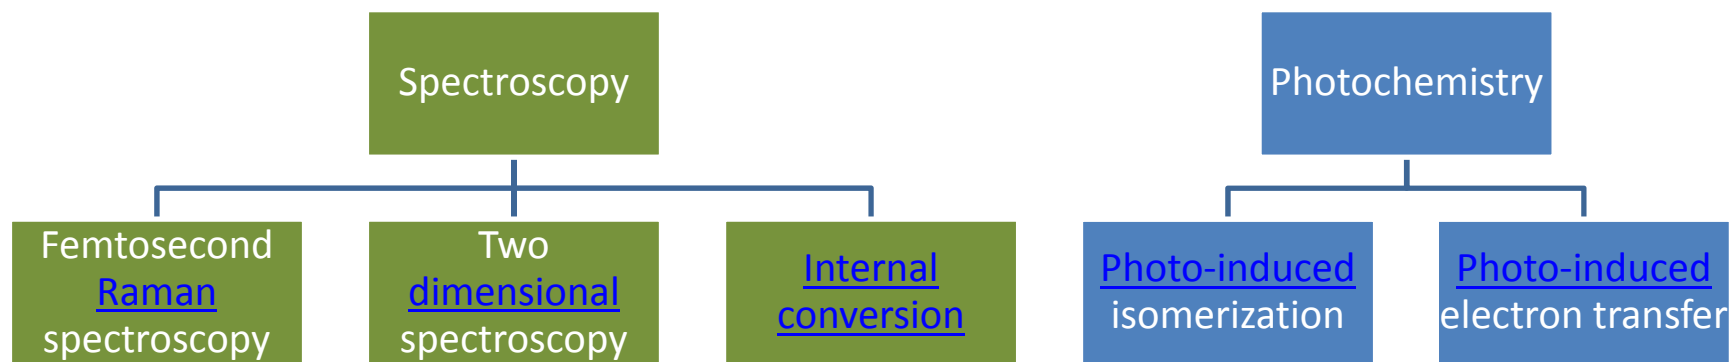 Spectroscopy
Photochemistry
Femtosecond
Raman
spectroscopy
Two
dimensional
spectroscopy
Internal
conversion
Photo-induced
isomerization
Photo-induced
electron transfer